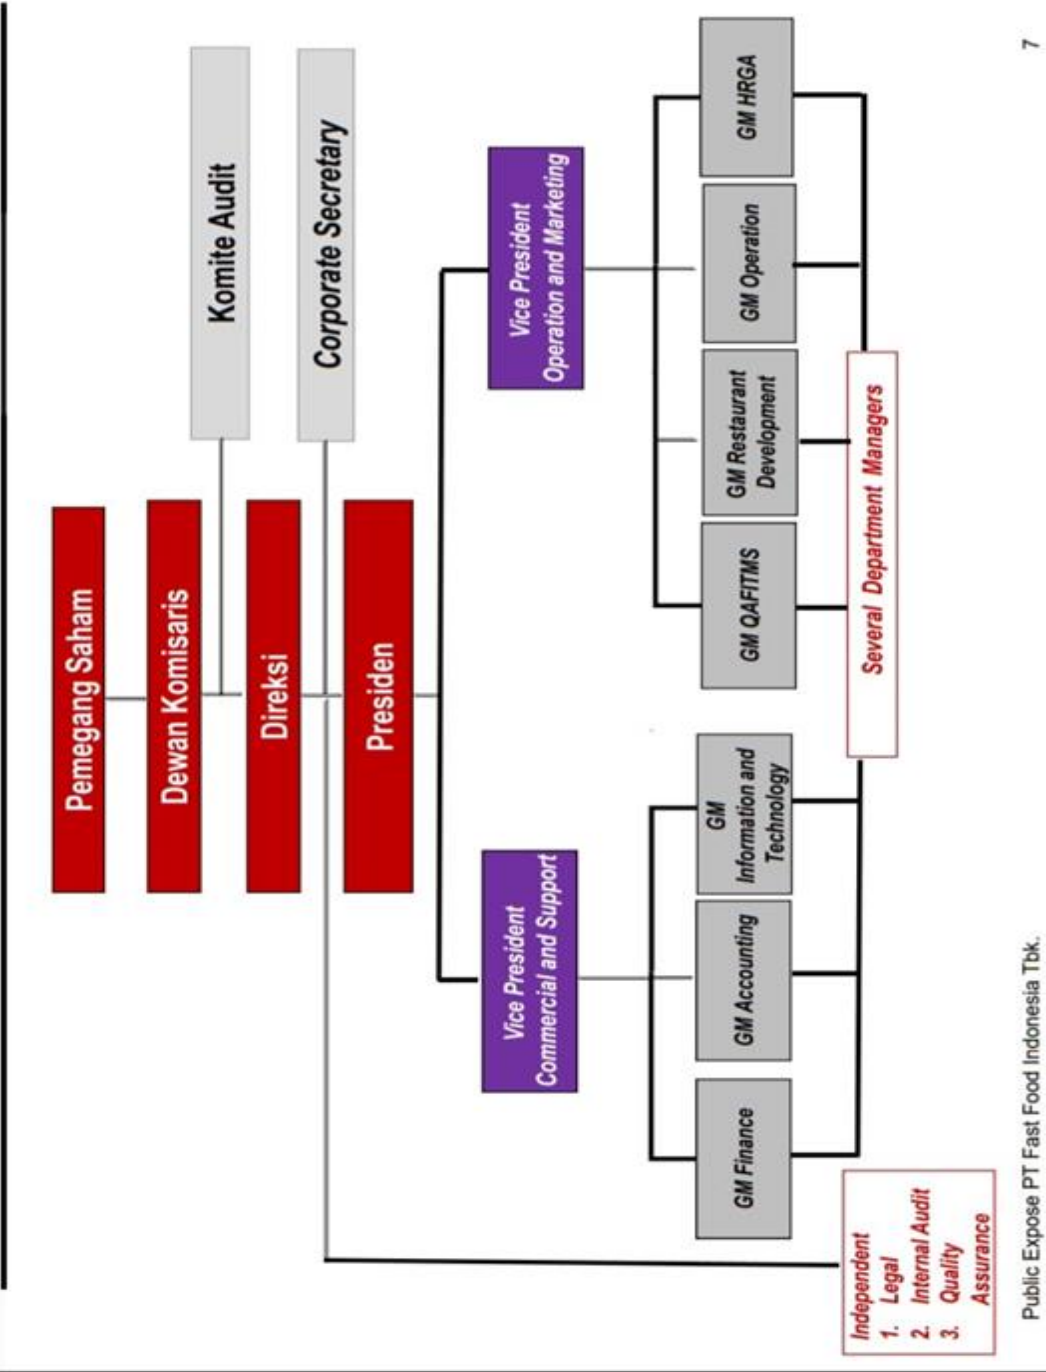 Pemegang Saham
Dewan Komisaris
Komite Audit
Direksi
Corporate Secretary
Presiden
Vice President
Commercial and Support
Vice President
Operation and Marketing
GM Finance
GM Accounting
GM
Information and
Technology
GM QAFITMS
GM Restaurant
Development
GM Operation
GM HRGA
Several Department Managers
Independent
1. Legal
2. Internal Audit
3. Quality
Assurance
Public Expose PT Fast Food Indonesia Tbk.
7